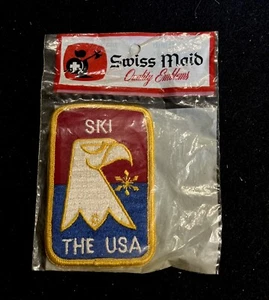 Swiss Maid
Quality Emblems
SKI
THE USA